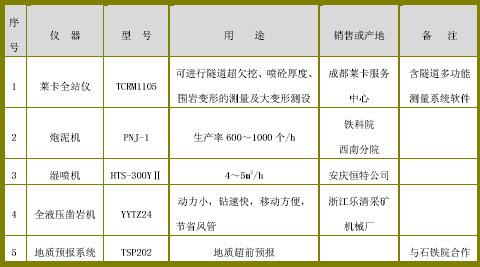 序号 仪 器 型 号 用 途 销售或产地 备 注
1 莱卡全站仪 TCRM1105 可进行隧道超欠挖、喷砼厚度、围岩变形的测量及大变形测设 成都莱卡服务中心 含隧道多功能测量系统软件
2 炮泥机 PNJ-1 生产率600～1000个/h 铁科院西南分院
3 湿喷机 HTS-300YⅡ 4～5m³/h 安庆恒特公司
4 全液压凿岩机 YYTZ24 动力小，钻速快，移动方便，节省风管 浙江乐清采矿机械厂
5 地质预报系统 TSP202 地质超前预报 与石铁院合作